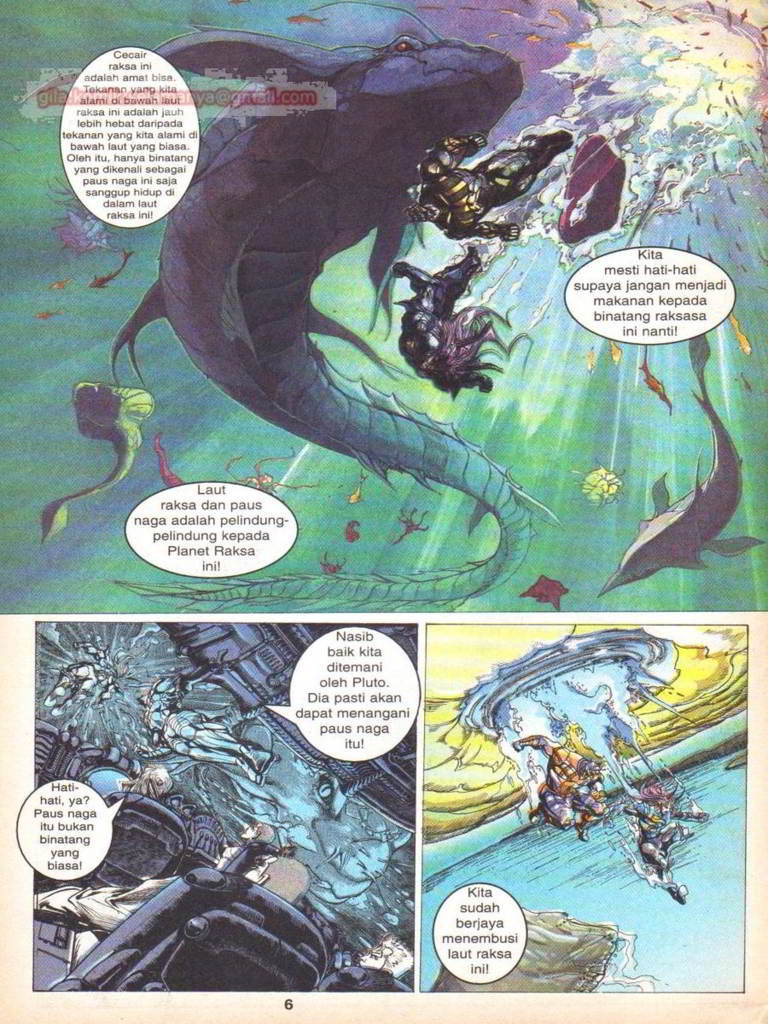 Cecair
raksa ini
adalah amat bisa.
Tekanan yang kita
alami di bawah laut
raksa ini adalah jauh
lebih hebat daripada
tekanan yang kita alami di
bawah laut yang biasa.
Oleh itu, hanya binatang
yang dikenali sebagai
paus naga ini saja
sanggup hidup di
dalam laut
raksa ini!
Kita
mesti hati-hati
supaya jangan menjadi
makanan kepada
binatang raksasa
ini nanti!
Laut
raksa dan paus
naga adalah pelindung-
pelindung kepada
Planet Raksa
ini!
Nasib
baik kita
ditemani
oleh Pluto.
Dia pasti akan
dapat menangani
paus naga
itu!
Hati-
hati, ya?
Paus naga
itu bukan
binatang
yang
biasa!
Kita
sudah
berjaya
menembusi
laut raksa
ini!
6